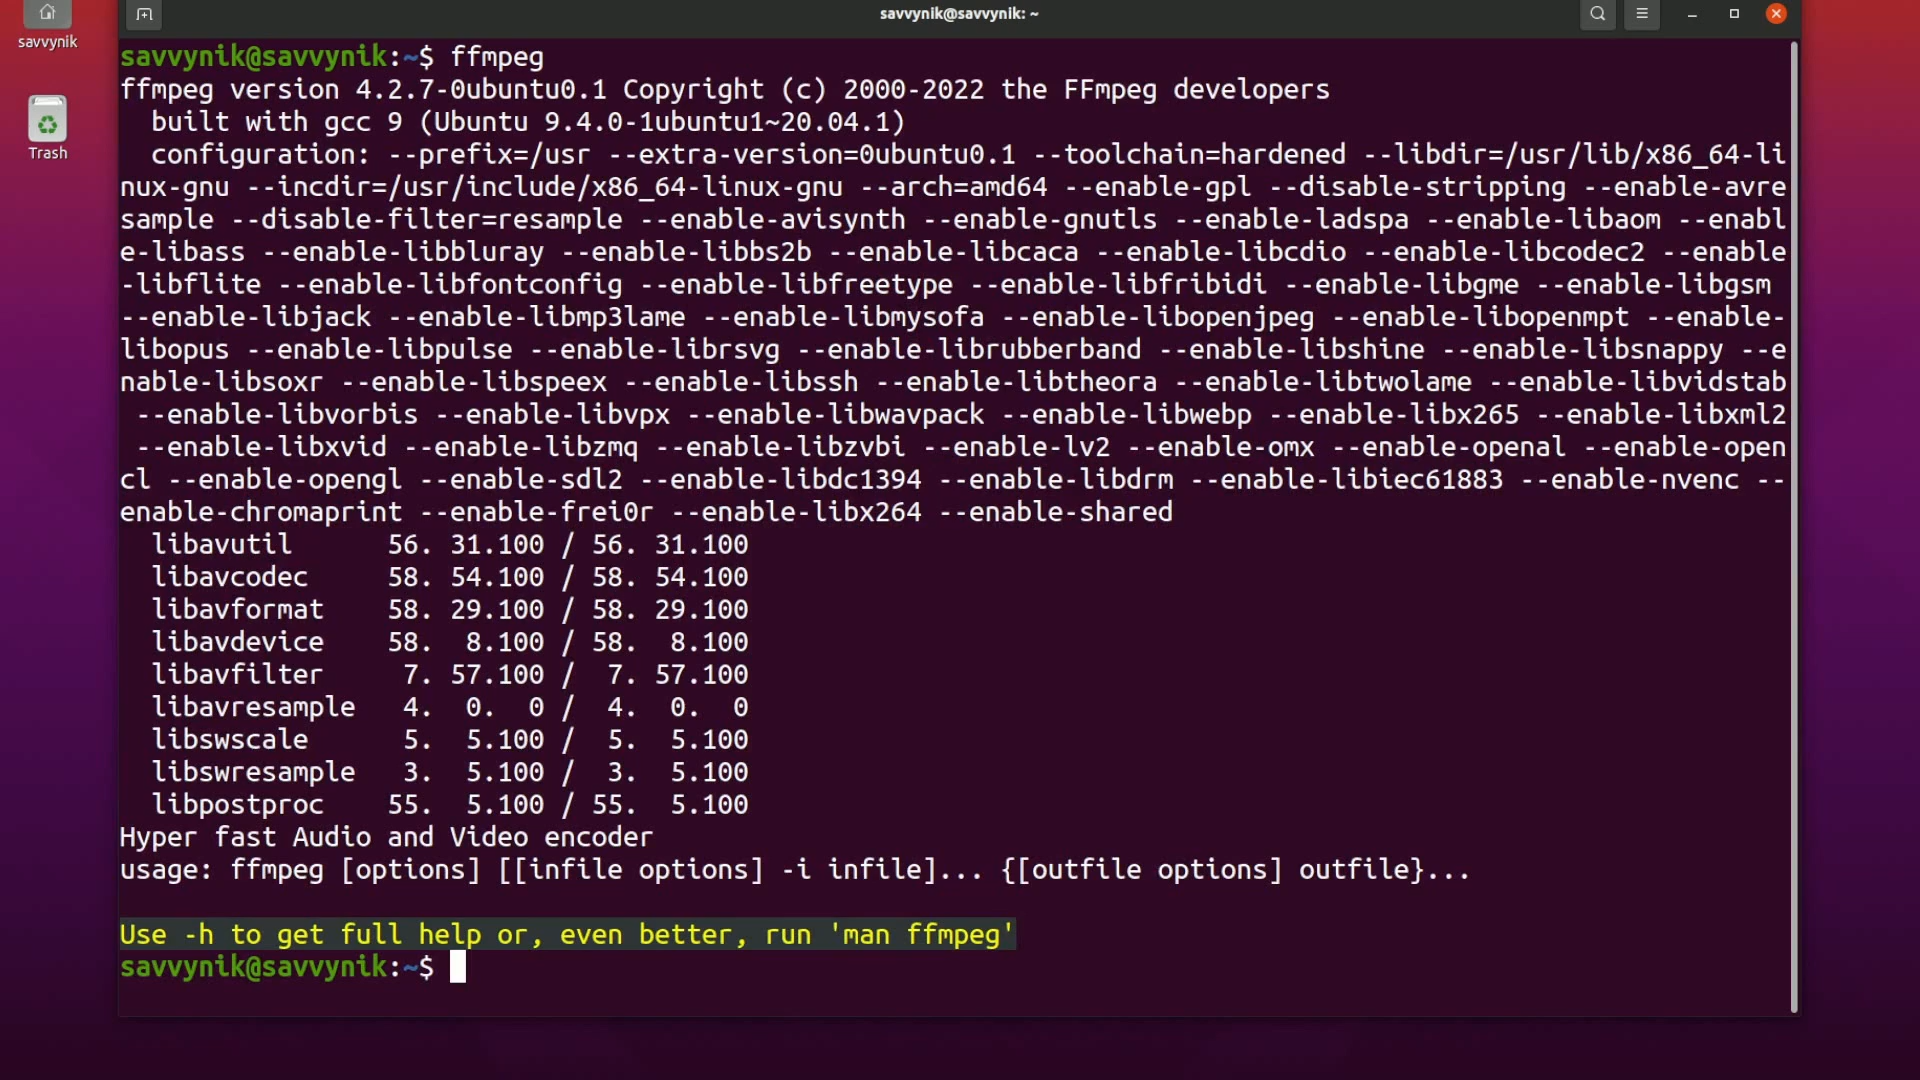 savvynik@savvynik: ~
savvynik
Trash
savvynik@savvynik:~$ ffmpeg
ffmpeg version 4.2.7-0ubuntu0.1 Copyright (c) 2000-2022 the FFmpeg developers
  built with gcc 9 (Ubuntu 9.4.0-1ubuntu1~20.04.1)
  configuration: --prefix=/usr --extra-version=0ubuntu0.1 --toolchain=hardened --libdir=/usr/lib/x86_64-li
nux-gnu --incdir=/usr/include/x86_64-linux-gnu --arch=amd64 --enable-gpl --disable-stripping --enable-avre
sample --disable-filter=resample --enable-avisynth --enable-gnutls --enable-ladspa --enable-libaom --enabl
e-libass --enable-libbluray --enable-libbs2b --enable-libcaca --enable-libcdio --enable-libcodec2 --enable
-libflite --enable-libfontconfig --enable-libfreetype --enable-libfribidi --enable-libgme --enable-libgsm
--enable-libjack --enable-libmp3lame --enable-libmysofa --enable-libopenjpeg --enable-libopenmpt --enable-
libopus --enable-libpulse --enable-librsvg --enable-librubberband --enable-libshine --enable-libsnappy --e
nable-libsoxr --enable-libspeex --enable-libssh --enable-libtheora --enable-libtwolame --enable-libvidstab
 --enable-libvorbis --enable-libvpx --enable-libwavpack --enable-libwebp --enable-libx265 --enable-libxml2
 --enable-libxvid --enable-libzmq --enable-libzvbi --enable-lv2 --enable-omx --enable-openal --enable-open
cl --enable-opengl --enable-sdl2 --enable-libdc1394 --enable-libdrm --enable-libiec61883 --enable-nvenc --
enable-chromaprint --enable-frei0r --enable-libx264 --enable-shared
  libavutil      56. 31.100 / 56. 31.100
  libavcodec     58. 54.100 / 58. 54.100
  libavformat    58. 29.100 / 58. 29.100
  libavdevice    58.  8.100 / 58.  8.100
  libavfilter     7. 57.100 /  7. 57.100
  libavresample   4.  0.  0 /  4.  0.  0
  libswscale      5.  5.100 /  5.  5.100
  libswresample   3.  5.100 /  3.  5.100
  libpostproc    55.  5.100 / 55.  5.100
Hyper fast Audio and Video encoder
usage: ffmpeg [options] [[infile options] -i infile]... {[outfile options] outfile}...
Use -h to get full help or, even better, run 'man ffmpeg'
savvynik@savvynik:~$